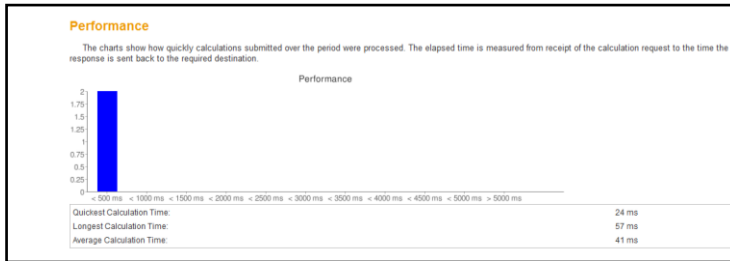 Performance
The charts show how quickly calculations submitted over the period were processed. The elapsed time is measured from receipt of the calculation request to the time the
response is sent back to the required destination.
Performance
2
1.75
1.5
1.25
1
0.75
0.5
0.25
0
< 500 ms < 1000 ms < 1500 ms < 2000 ms < 2500 ms < 3000 ms < 3500 ms < 4000 ms < 4500 ms < 5000 ms > 5000 ms
Quickest Calculation Time: 24 ms
Longest Calculation Time: 57 ms
Average Calculation Time: 41 ms